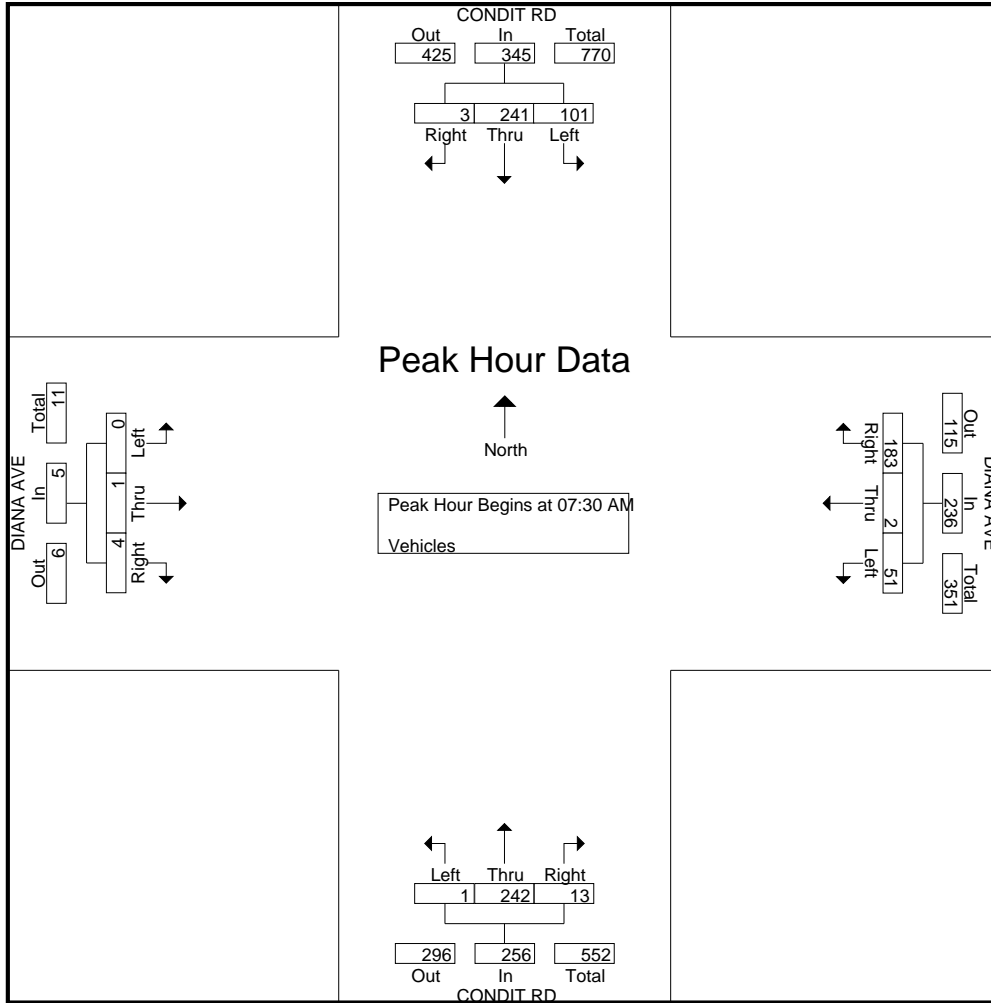 CONDIT RD
Out In Total
425 345 770
3 241 101
Right Thru Left
Peak Hour Data
North
Peak Hour Begins at 07:30 AM
Vehicles
DIANA AVE
Total In Out
11 5 6
0 1 4
Left Thru Right
Right Thru Left
183 2 51
115 236 351
Out In Total
DIANA AVE
Left Thru Right
1 242 13
296 256 552
Out In Total
CONDIT RD